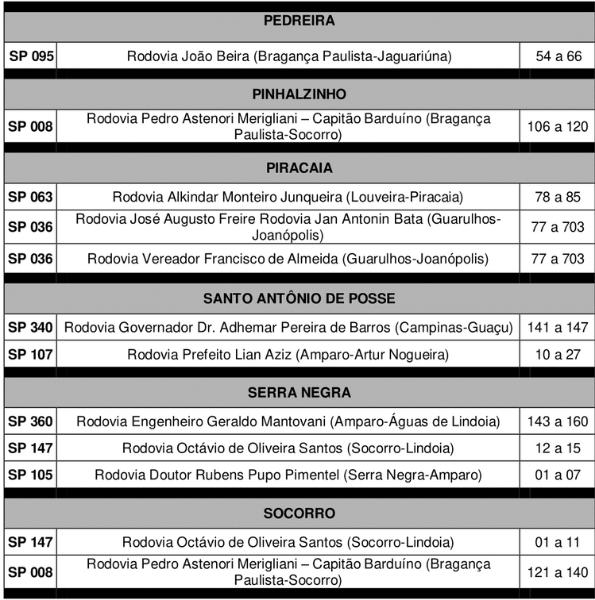 PEDREIRA
SP 095 Rodovia João Beira (Bragança Paulista-Jaguariúna) 54 a 66
PINHALZINHO
SP 008 Rodovia Pedro Astenori Merigliani – Capitão Barduíno (Bragança Paulista-Socorro) 106 a 120
PIRACAIA
SP 063 Rodovia Alkindar Monteiro Junqueira (Louveira-Piracaia) 78 a 85
SP 036 Rodovia José Augusto Freire Rodovia Jan Antonin Bata (Guarulhos-Joanópolis) 77 a 703
SP 036 Rodovia Vereador Francisco de Almeida (Guarulhos-Joanópolis) 77 a 703
SANTO ANTÔNIO DE POSSE
SP 340 Rodovia Governador Dr. Adhemar Pereira de Barros (Campinas-Guaçu) 141 a 147
SP 107 Rodovia Prefeito Lian Aziz (Amparo-Artur Nogueira) 10 a 27
SERRA NEGRA
SP 360 Rodovia Engenheiro Geraldo Mantovani (Amparo-Águas de Lindoia) 143 a 160
SP 147 Rodovia Octávio de Oliveira Santos (Socorro-Lindoia) 12 a 15
SP 105 Rodovia Doutor Rubens Pupo Pimentel (Serra Negra-Amparo) 01 a 07
SOCORRO
SP 147 Rodovia Octávio de Oliveira Santos (Socorro-Lindoia) 01 a 11
SP 008 Rodovia Pedro Astenori Merigliani – Capitão Barduíno (Bragança Paulista-Socorro) 121 a 140